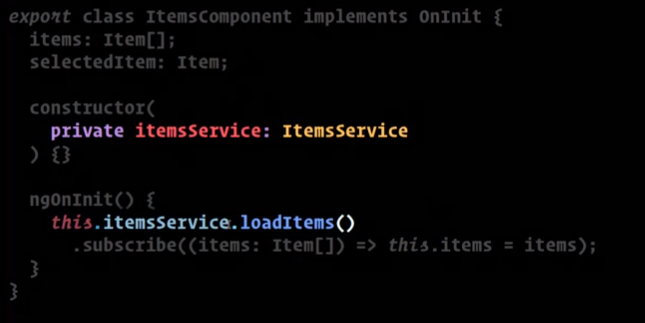 export class ItemsComponent implements OnInit {
items: Item[];
selectedItem: Item;
constructor(
private itemsService: ItemsService
) {}
ngOnInit() {
this.itemsService.loadItems()
.subscribe((items: Item[]) => this.items = items);
}
}